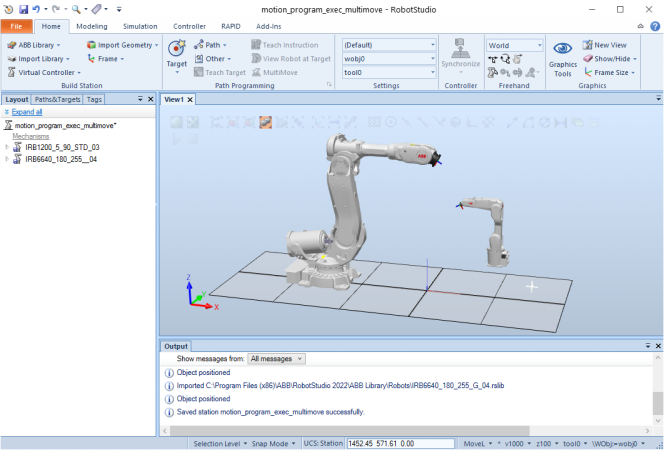 motion_program_exec_multimove - RobotStudio
File Home Modeling Simulation Controller RAPID Add-Ins
ABB Library Import Geometry
Import Library Frame
Virtual Controller
Build Station
Target
Path Teach Instruction
Other View Robot at Target
Teach Target MultiMove
Path Programming
(Default)
wobj0
tool0
Settings
Synchronize
Controller
World
Freehand
Graphics Tools
New View
Show/Hide
Frame Size
Graphics
Layout Paths&Targets Tags
View1
Expand all
motion_program_exec_multimove*
Mechanisms
IRB1200_5_90_STD_03
IRB6640_180_255__04
ABB
Z
Y
X
Output
Show messages from: All messages
Object positioned
Imported C:\Program Files (x86)\ABB\RobotStudio 2022\ABB Library\Robots\IRB6640_180_255_G_04.rslib
Object positioned
Saved station motion_program_exec_multimove successfully.
Selection Level Snap Mode UCS: Station 1452.45 571.61 0.00 MoveL * v1000 z100 tool0 \WObj:=wobj0